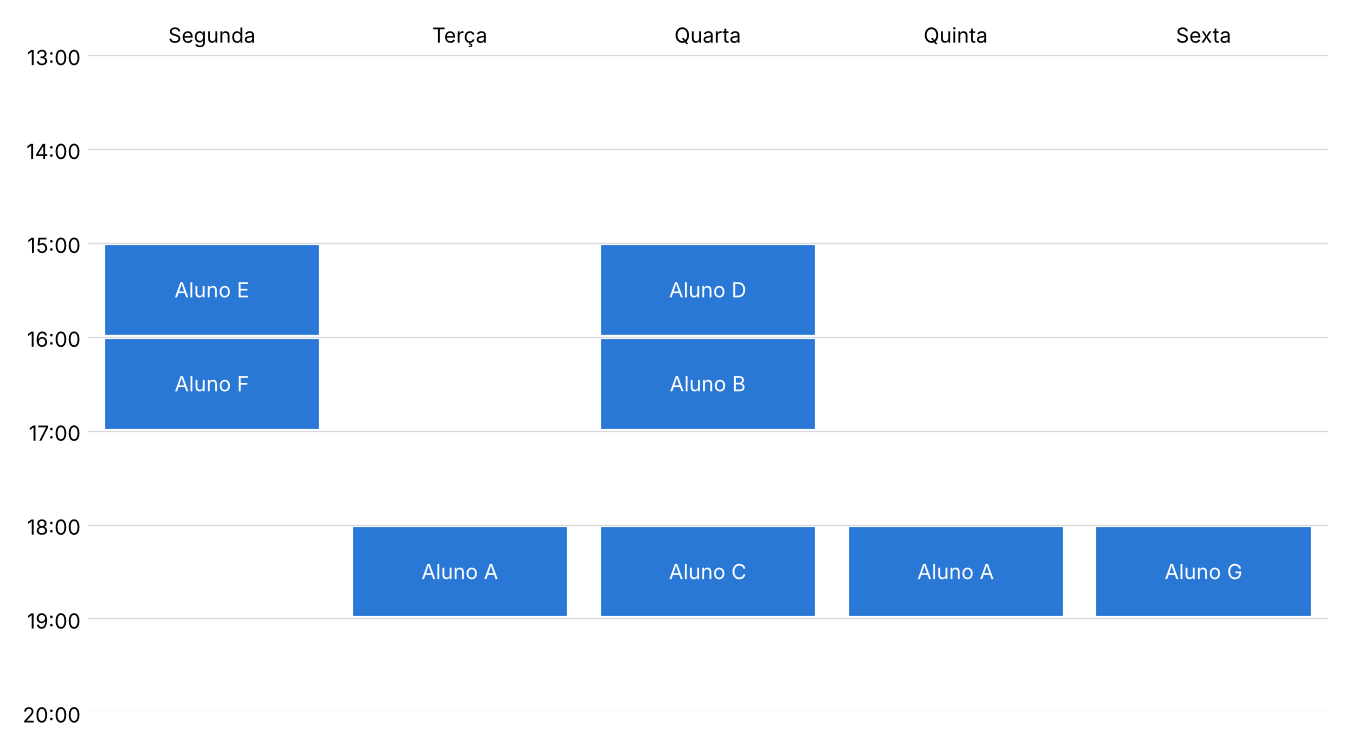 Segunda Terça Quarta Quinta Sexta
13:00
14:00
15:00
Aluno E Aluno D
16:00
Aluno F Aluno B
17:00
18:00
Aluno A Aluno C Aluno A Aluno G
19:00
20:00